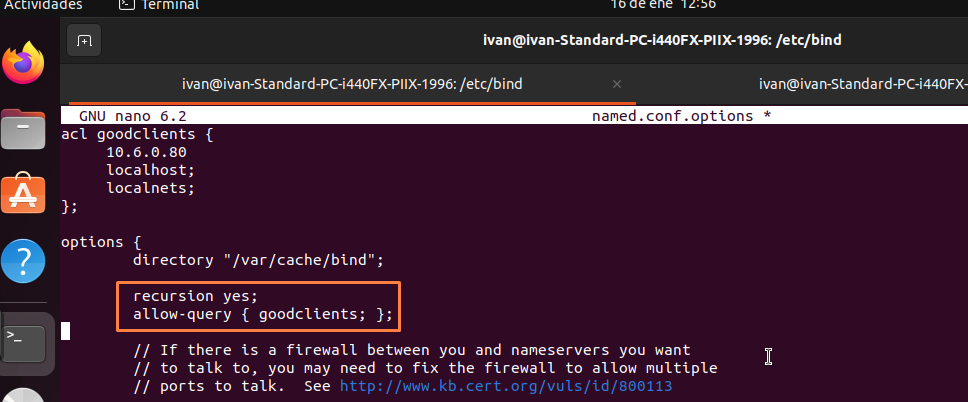 Actividades
Terminal
16 de ene 12:56
ivan@ivan-Standard-PC-i440FX-PIIX-1996: /etc/bind
ivan@ivan-Standard-PC-i440FX-PIIX-1996: /etc/bind ×
ivan@ivan-Standard-PC-i440FX-
GNU nano 6.2 named.conf.options *
acl goodclients {
10.6.0.80
localhost;
localnets;
};
options {
directory "/var/cache/bind";
recursion yes;
allow-query { goodclients; };
// If there is a firewall between you and nameservers you want
// to talk to, you may need to fix the firewall to allow multiple
// ports to talk.  See http://www.kb.cert.org/vuls/id/800113